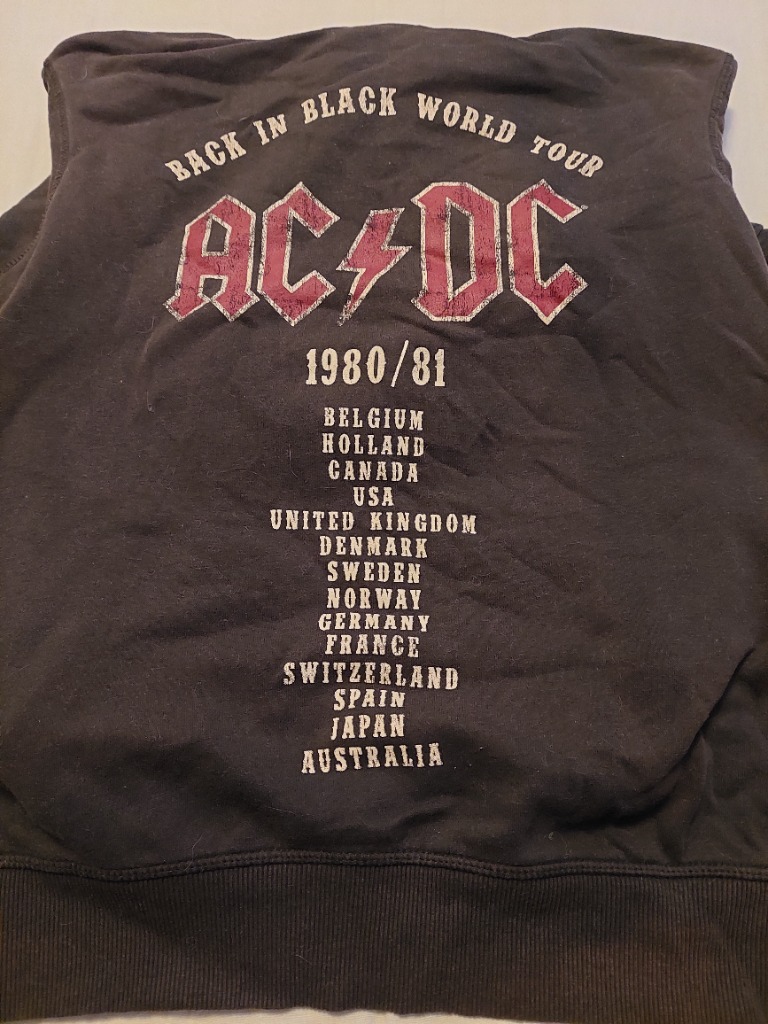 BACK IN BLACK WORLD TOUR
AC⚡DC
1980/81
BELGIUM
HOLLAND
CANADA
USA
UNITED KINGDOM
DENMARK
SWEDEN
NORWAY
GERMANY
FRANCE
SWITZERLAND
SPAIN
JAPAN
AUSTRALIA